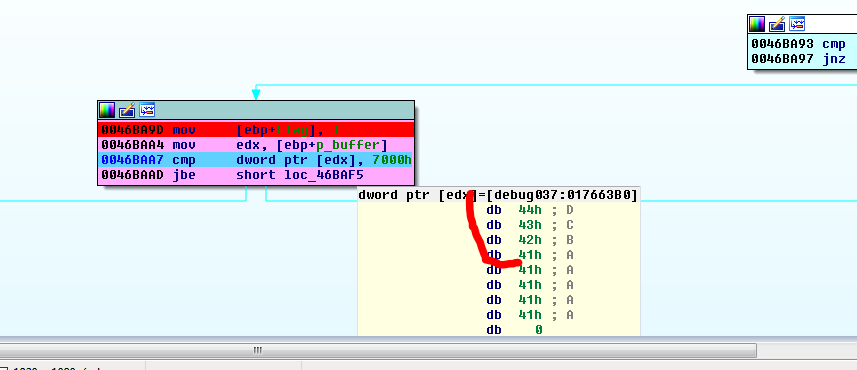 0046BA93 cmp
0046BA97 jnz
0046BA9D mov [ebp+
0046BAA4 mov edx, [ebp+p_buffer]
0046BAA7 cmp dword ptr [edx], 7000h
0046BAAD jbe short loc_46BAF5
dword ptr [edx]=[debug037:017663B0]
db 44h ; D
db 43h ; C
db 42h ; B
db 41h ; A
db 41h ; A
db 41h ; A
db 41h ; A
db 41h ; A
db 0